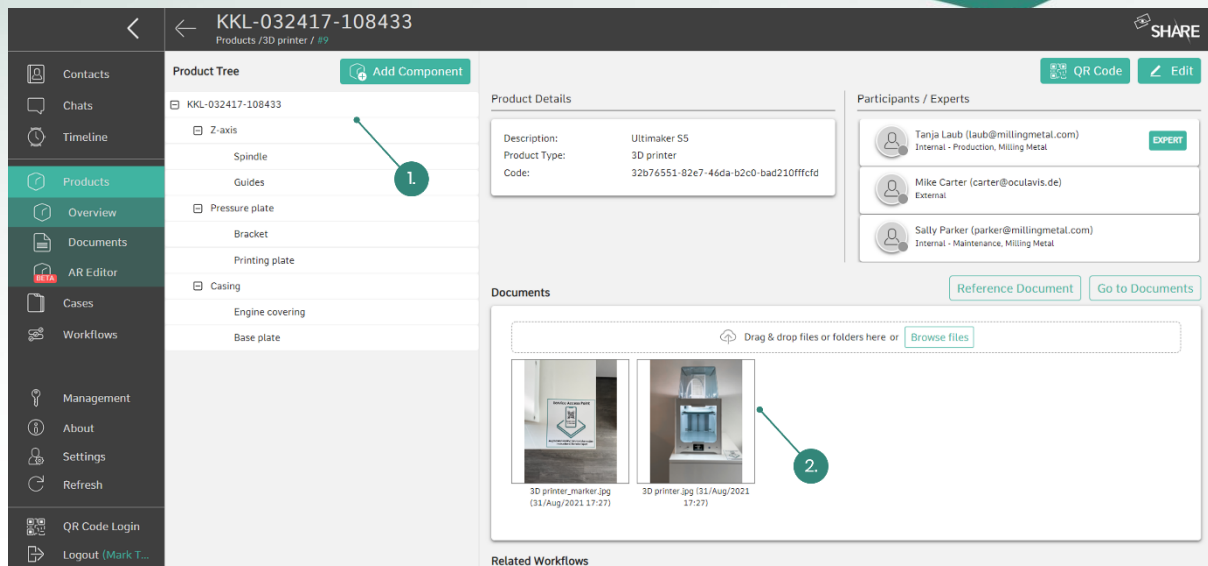 KKL-032417-108433
Products /3D printer / #9
SHARE
Contacts
Chats
Timeline
Products
Overview
Documents
BETA
AR Editor
Cases
Workflows
Management
About
Settings
Refresh
QR Code Login
Logout (Mark T...
Product Tree
Add Component
KKL-032417-108433
Z-axis
Spindle
Guides
Pressure plate
Bracket
Printing plate
Casing
Engine covering
Base plate
1.
QR Code
Edit
Product Details
Description: Ultimaker S5
Product Type: 3D printer
Code: 32b76551-82e7-46da-b2c0-bad210fffcfd
Participants / Experts
Tanja Laub (laub@millingmetal.com)
Internal - Production, Milling Metal
EXPERT
Mike Carter (carter@oculavis.de)
External
Sally Parker (parker@millingmetal.com)
Internal - Maintenance, Milling Metal
Documents
Reference Document
Go to Documents
Drag & drop files or folders here or Browse files
3D printer_marker.jpg
(31/Aug/2021 17:27)
3D printer.jpg (31/Aug/2021
17:27)
2.
Related Workflows